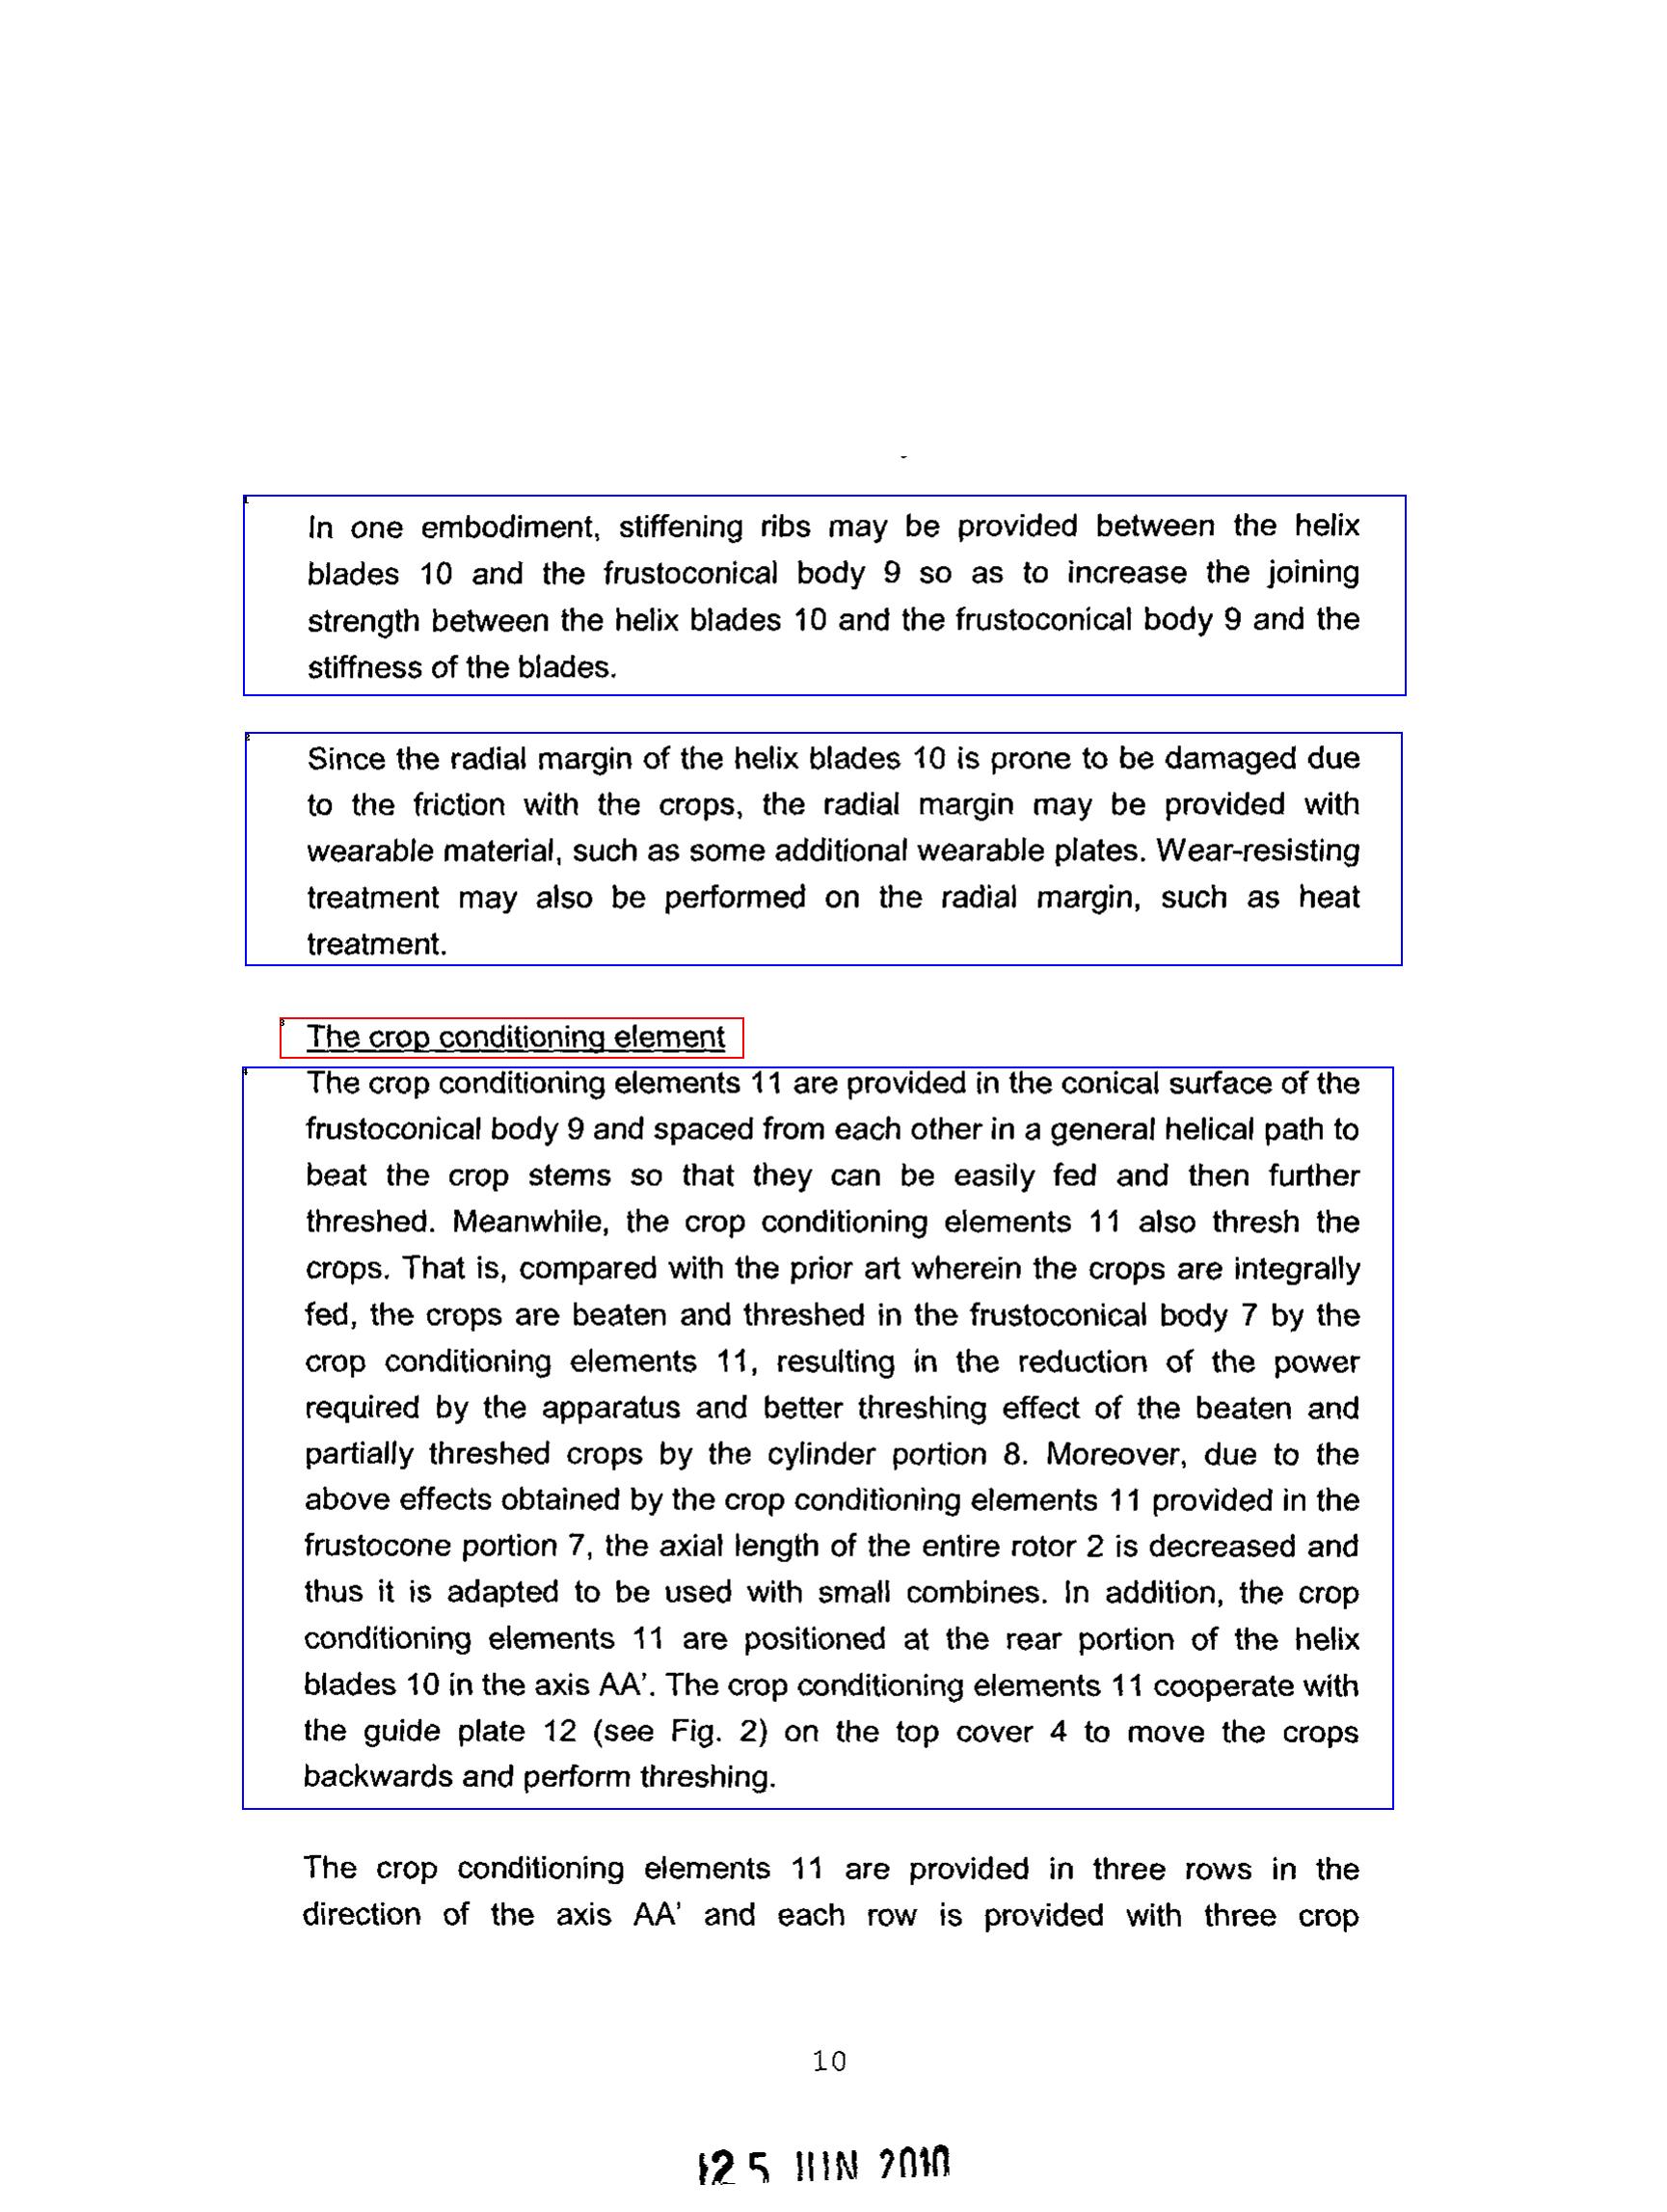 In one embodiment, stiffening ribs may be provided between the helix
blades 10 and the frustoconical body 9 so as to increase the joining
strength between the helix blades 10 and the frustoconical body 9 and the
stiffness of the blades.
Since the radial margin of the helix blades 10 is prone to be damaged due
to the friction with the crops, the radial margin may be provided with
wearable material, such as some additional wearable plates. Wear-resisting
treatment may also be performed on the radial margin, such as heat
treatment.
The crop conditioning element
The crop conditioning elements 11 are provided in the conical surface of the
frustoconical body 9 and spaced from each other in a general helical path to
beat the crop stems so that they can be easily fed and then further
threshed. Meanwhile, the crop conditioning elements 11 also thresh the
crops. That is, compared with the prior art wherein the crops are integrally
fed, the crops are beaten and threshed in the frustoconical body 7 by the
crop conditioning elements 11, resulting in the reduction of the power
required by the apparatus and better threshing effect of the beaten and
partially threshed crops by the cylinder portion 8. Moreover, due to the
above effects obtained by the crop conditioning elements 11 provided in the
frustocone portion 7, the axial length of the entire rotor 2 is decreased and
thus it is adapted to be used with small combines. In addition, the crop
conditioning elements 11 are positioned at the rear portion of the helix
blades 10 in the axis AA'. The crop conditioning elements 11 cooperate with
the guide plate 12 (see Fig. 2) on the top cover 4 to move the crops
backwards and perform threshing.
The crop conditioning elements 11 are provided in three rows in the
direction of the axis AA' and each row is provided with three crop
10
25 JUN 2010